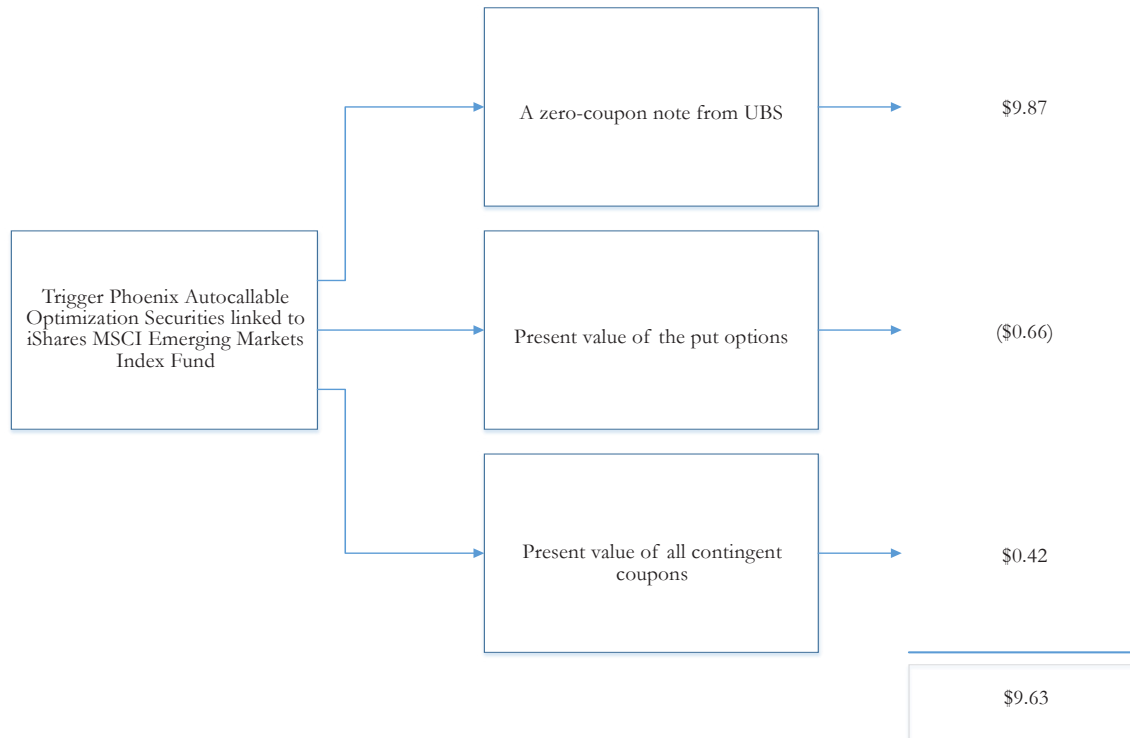 A zero-coupon note from UBS
$9.87
Trigger Phoenix Autocallable
Optimization Securities linked to
iShares MSCI Emerging Markets
Index Fund
Present value of the put options
($0.66)
Present value of all contingent
coupons
$0.42
$9.63